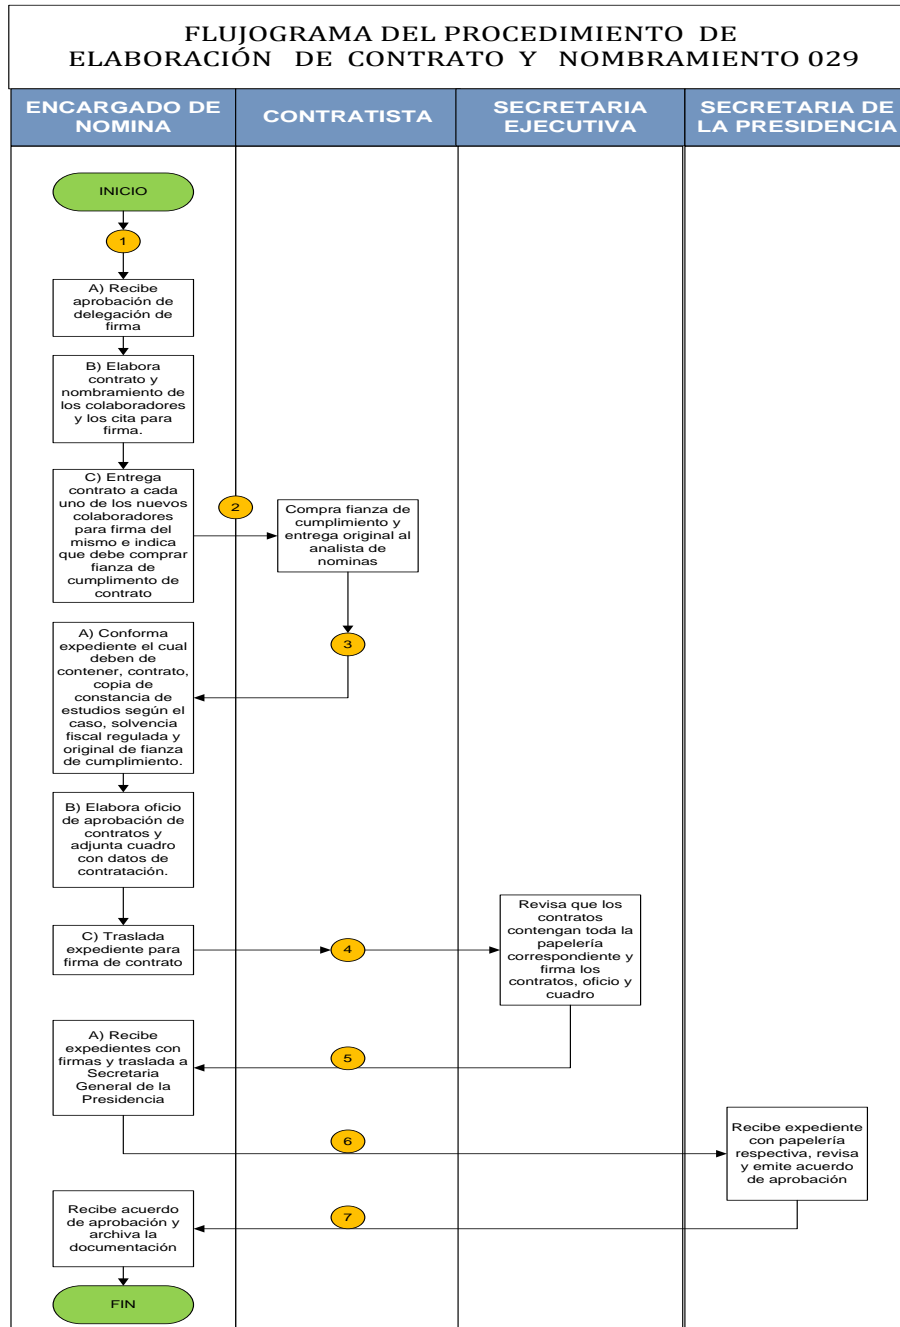 FLUJOGRAMA DEL PROCEDIMIENTO DE
ELABORACIÓN DE CONTRATO Y NOMBRAMIENTO 029
ENCARGADO DE
NOMINA
CONTRATISTA
SECRETARIA
EJECUTIVA
SECRETARIA DE
LA PRESIDENCIA
INICIO
1
A) Recibe
aprobación de
delegación de
firma
B) Elabora
contrato y
nombramiento de
los colaboradores
y los cita para
firma.
C) Entrega
contrato a cada
uno de los nuevos
colaboradores
para firma del
mismo e indica
que debe comprar
fianza de
cumplimento de
contrato
2
Compra fianza de
cumplimiento y
entrega original al
analista de
nominas
3
A) Conforma
expediente el cual
deben de
contener, contrato,
copia de
constancia de
estudios según el
caso, solvencia
fiscal regulada y
original de fianza
de cumplimiento.
B) Elabora oficio
de aprobación de
contratos y
adjunta cuadro
con datos de
contratación.
C) Traslada
expediente para
firma de contrato
4
Revisa que los
contratos
contengan toda la
papelería
correspondiente y
firma los
contratos, oficio y
cuadro
A) Recibe
expedientes con
firmas y traslada a
Secretaria
General de la
Presidencia
5
6
Recibe expediente
con papelería
respectiva, revisa
y emite acuerdo
de aprobación
Recibe acuerdo
de aprobación y
archiva la
documentación
7
FIN